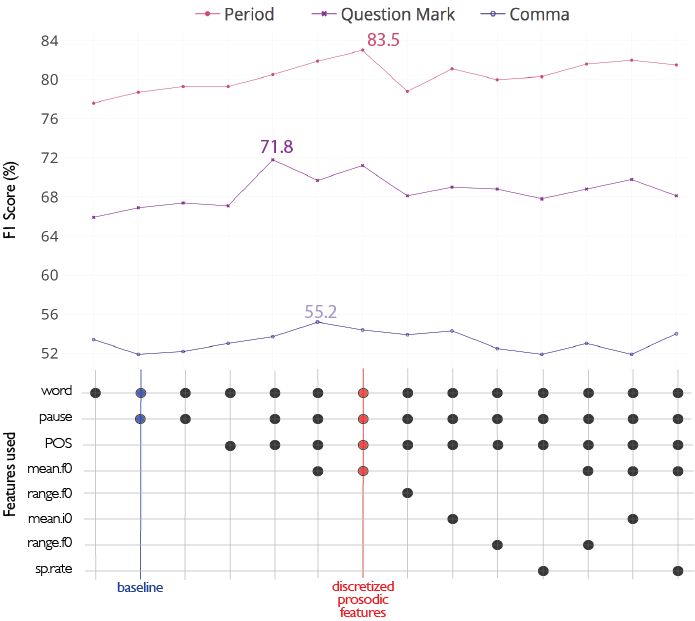 Period Question Mark Comma
84
83.5
80
76
72
71.8
68
64
60
56
55.2
52
F1 Score (%)
word
pause
POS
mean.f0
range.f0
mean.i0
range.f0
sp.rate
Features used
baseline
discretized
prosodic
features